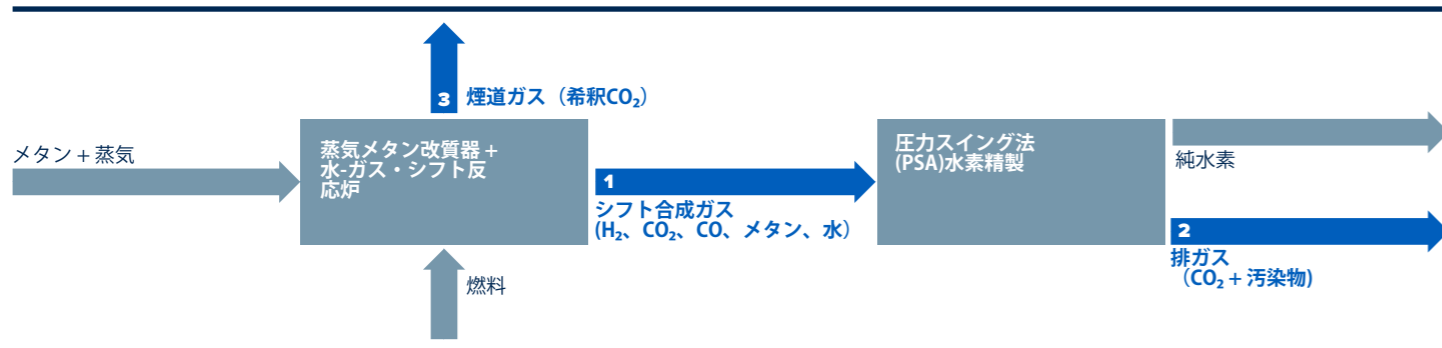 3 煙道ガス（希釈CO₂）
メタン + 蒸気
蒸気メタン改質器 +
水-ガス・シフト反
応炉
1
シフト合成ガス
(H₂、CO₂、CO、メタン、水）
圧力スイング法
(PSA)水素精製
純水素
2
排ガス
（CO₂ + 汚染物)
燃料